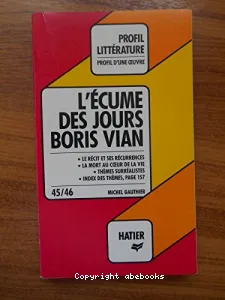 PROFIL
LITTÉRATURE
PROFIL D'UNE ŒUVRE
L'ÉCUME
DES JOURS
BORIS VIAN
• LE RÉCIT ET SES RÉCURRENCES
• LA MORT AU CŒUR DE LA VIE
• THÈMES SURRÉALISTES
• INDEX DES THÈMES, PAGE 157
45/46
MICHEL GAUTHIER
HATIER
Copyright abebooks